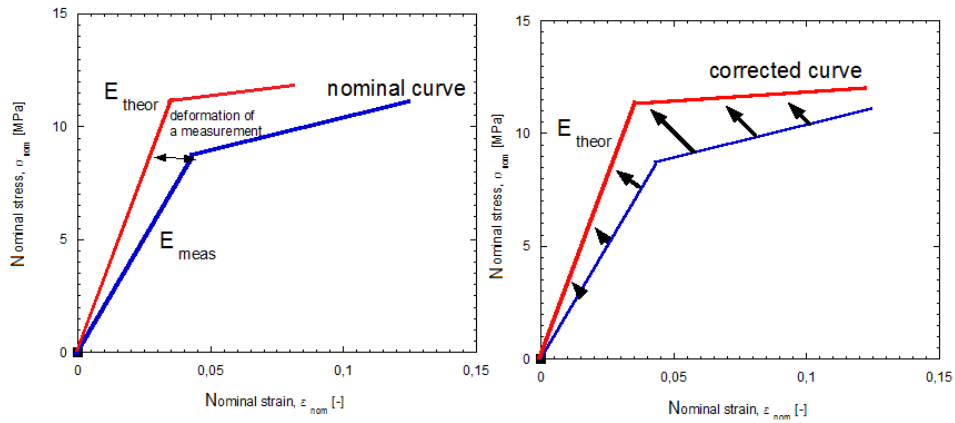 15
10
5
0
Nominal stress, σ nom [MPa]
E theor
nominal curve
deformation of
a measurement
E meas
0
0,05
0,1
0,15
Nominal strain, ε nom [-]
15
10
5
0
Nominal stress, σ nom [MPa]
corrected curve
E theor
0
0,05
0,1
0,15
Nominal strain, ε nom [-]